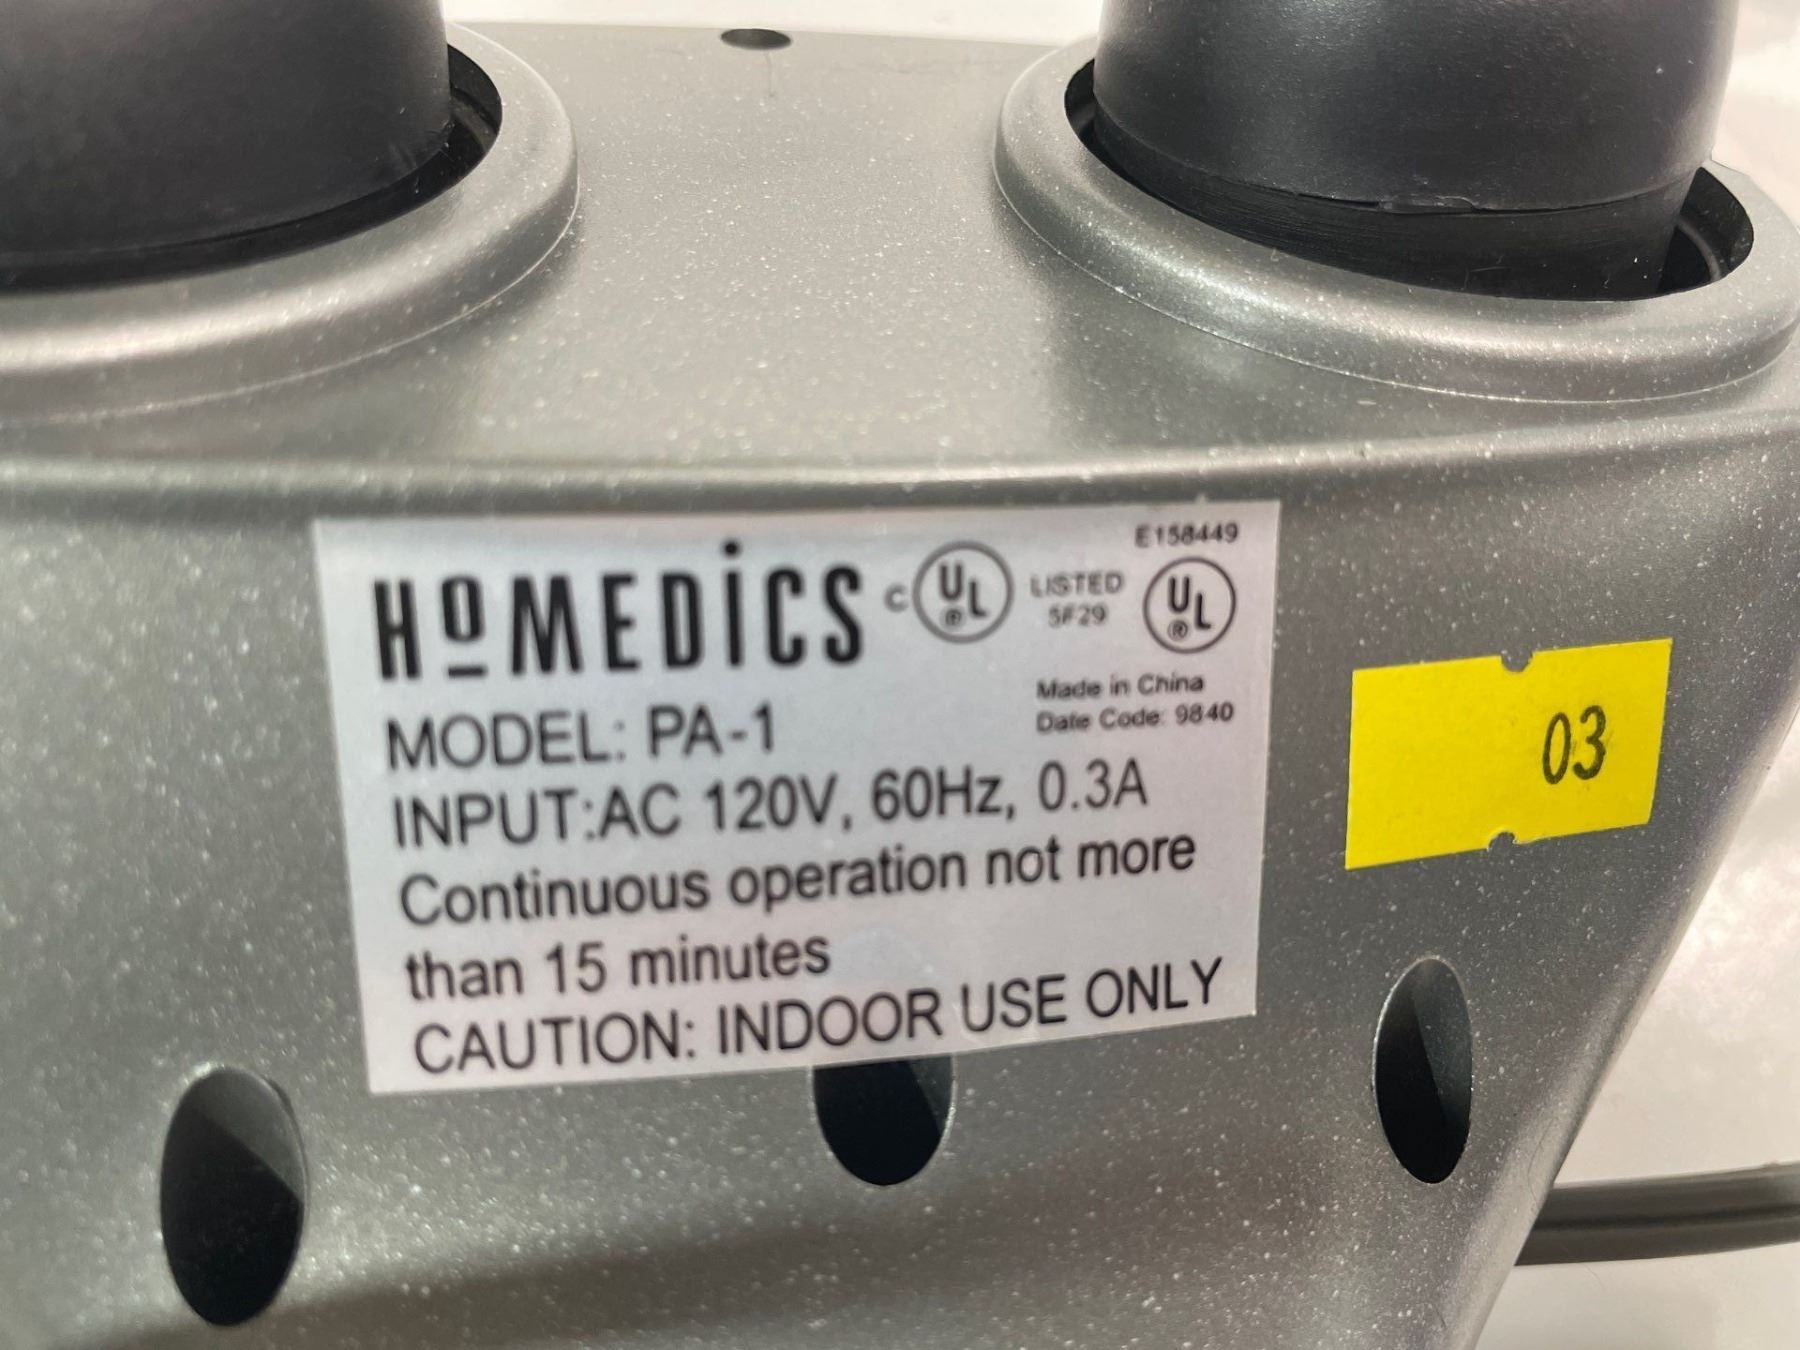 E158449
HoMEDiCS c UL® LISTED 5F29 UL®
Made in China
MODEL: PA-1
Date Code: 9840
INPUT:AC 120V, 60Hz, 0.3A
Continuous operation not more
than 15 minutes
CAUTION: INDOOR USE ONLY
03